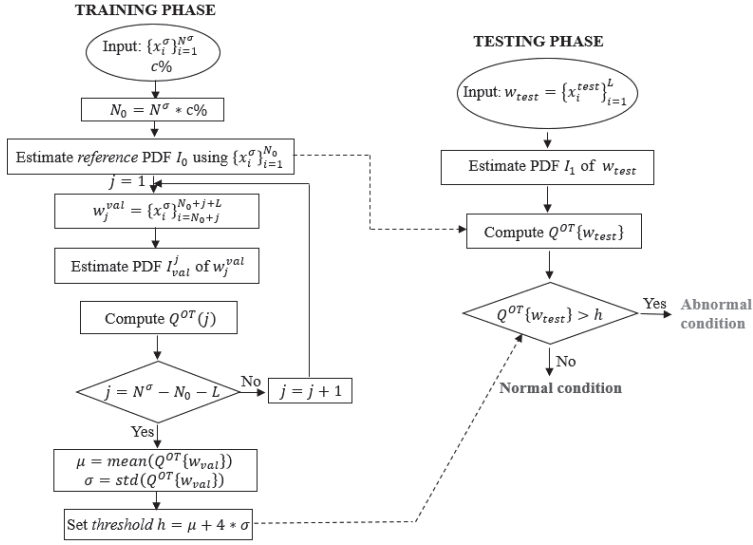 TRAINING PHASE
Input: {x_i^σ}_{i=1}^{N^σ}
c%
N_0 = N^σ * c%
Estimate reference PDF I_0 using {x_i^σ}_{i=1}^{N_0}
j = 1
w_j^{val} = {x_i^σ}_{i=N_0+j}^{N_0+j+L}
Estimate PDF I_{val}^j of w_j^{val}
Compute Q^{OT}(j)
j = N^σ − N_0 − L
No
j = j + 1
Yes
μ = mean(Q^{OT}{w_{val}})
σ = std(Q^{OT}{w_{val}})
Set threshold h = μ + 4 * σ
TESTING PHASE
Input: w_{test} = {x_i^{test}}_{i=1}^L
Estimate PDF I_1 of w_{test}
Compute Q^{OT}{w_{test}}
Q^{OT}{w_{test}} > h
Yes
Abnormal
condition
No
Normal condition